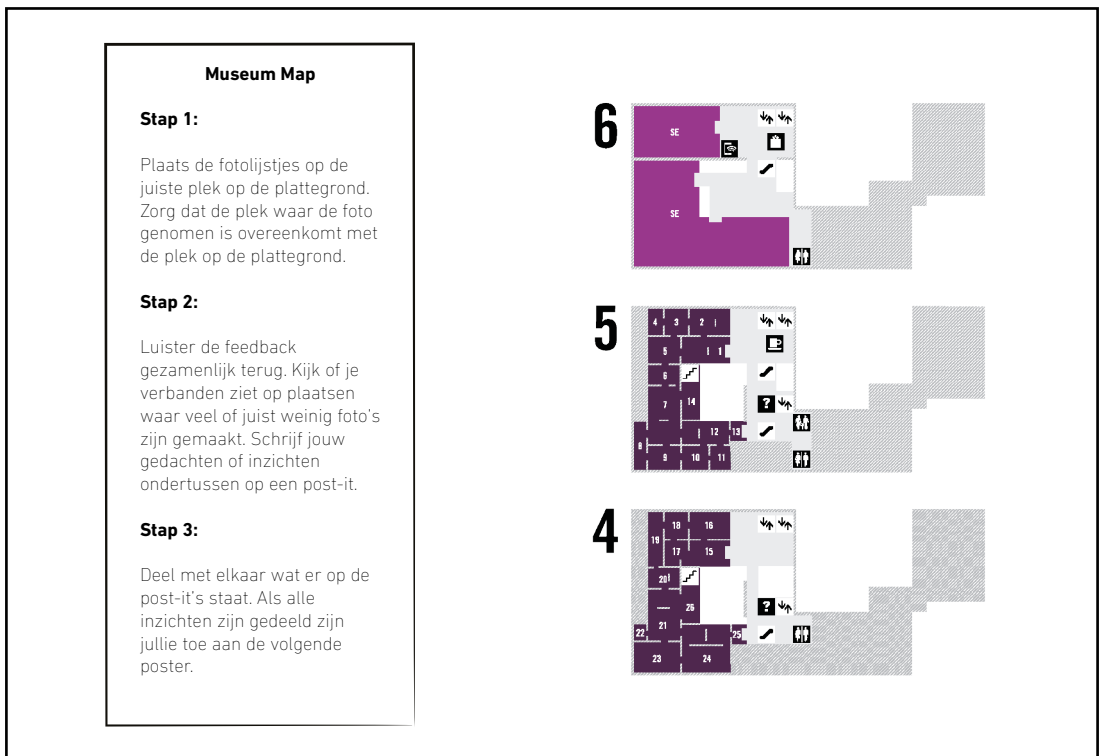 Museum Map
Stap 1:
Plaats de fotolijstjes op de
juiste plek op de plattegrond.
Zorg dat de plek waar de foto
genomen is overeenkomt met
de plek op de plattegrond.
Stap 2:
Luister de feedback
gezamenlijk terug. Kijk of je
verbanden ziet op plaatsen
waar veel of juist weinig foto's
zijn gemaakt. Schrijf jouw
gedachten of inzichten
ondertussen op een post-it.
Stap 3:
Deel met elkaar wat er op de
post-it's staat. Als alle
inzichten zijn gedeeld zijn
jullie toe aan de volgende
poster.
6
SE
SE
5
4 3 2
5 1
6
7 14
8 12 13
9 10 11
?
4
18 16
19
17 15
20
26
21
22 25
23 24
?